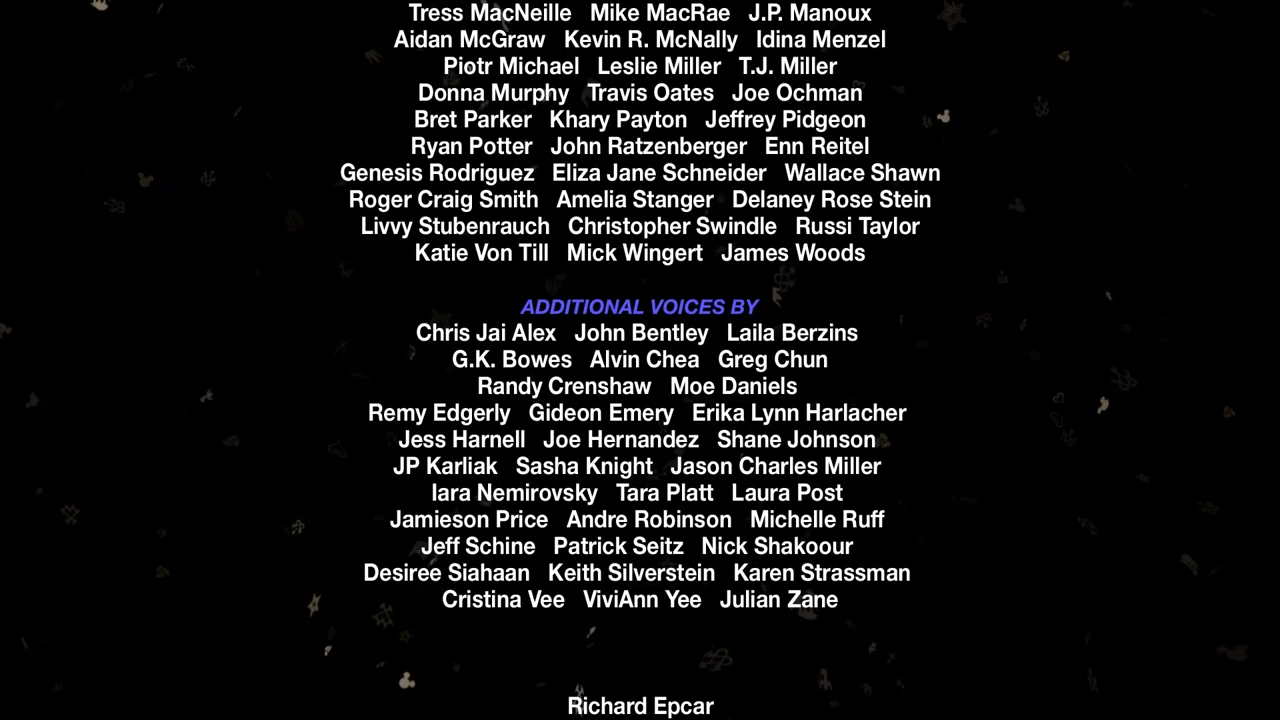 Tress MacNeille Mike MacRae J.P. Manoux
Aidan McGraw Kevin R. McNally Idina Menzel
Piotr Michael Leslie Miller T.J. Miller
Donna Murphy Travis Oates Joe Ochman
Bret Parker Khary Payton Jeffrey Pidgeon
Ryan Potter John Ratzenberger Enn Reitel
Genesis Rodriguez Eliza Jane Schneider Wallace Shawn
Roger Craig Smith Amelia Stanger Delaney Rose Stein
Livvy Stubenrauch Christopher Swindle Russi Taylor
Katie Von Till Mick Wingert James Woods
ADDITIONAL VOICES BY
Chris Jai Alex John Bentley Laila Berzins
G.K. Bowes Alvin Chea Greg Chun
Randy Crenshaw Moe Daniels
Remy Edgerly Gideon Emery Erika Lynn Harlacher
Jess Harnell Joe Hernandez Shane Johnson
JP Karliak Sasha Knight Jason Charles Miller
Iara Nemirovsky Tara Platt Laura Post
Jamieson Price Andre Robinson Michelle Ruff
Jeff Schine Patrick Seitz Nick Shakoour
Desiree Siahaan Keith Silverstein Karen Strassman
Cristina Vee ViviAnn Yee Julian Zane
Richard Epcar